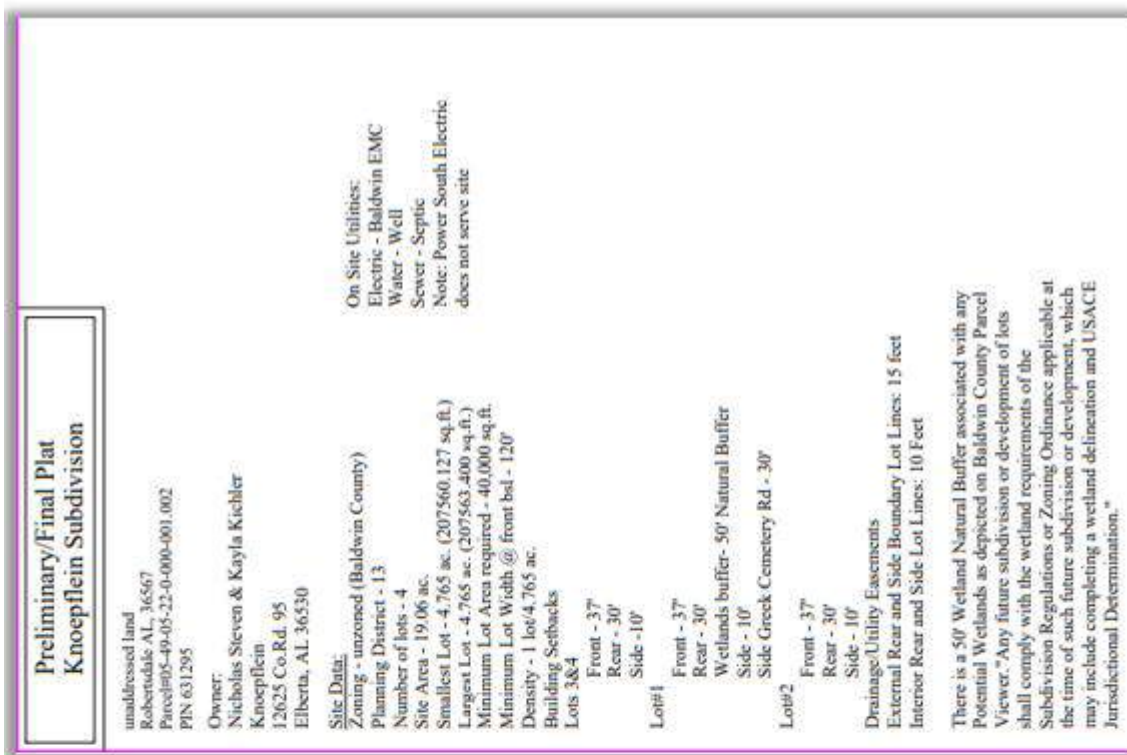 Preliminary/Final Plat
Knoepflein Subdivision
unaddressed land
Robertsdale AL, 36567
Parcel#05-49-05-22-0-000-001.002
PIN 631295
Owner:
Nicholas Steven & Kayla Kichler
Knoepflein
12625 Co.Rd. 95
Elberta, AL 36530
Site Data:
Zoning - unzoned (Baldwin County)
Planning District - 13
Number of lots - 4
Site Area - 19.06 ac.
Smallest Lot - 4.765 ac. (207560.127 sq.ft.)
Largest Lot - 4.765 ac. (207563.400 sq.ft.)
Minimum Lot Area required - 40,000 sq.ft.
Minimum Lot Width @ front bsl - 120'
Density - 1 lot/4.765 ac.
Building Setbacks
Lots 3&4
Front - 37'
Rear - 30'
Side -10'
Lot#1
Front - 37'
Rear - 30'
Wetlands buffer- 50' Natural Buffer
Side - 10'
Side Greek Cemetery Rd - 30'
Lot#2
Front - 37'
Rear - 30'
Side - 10'
Drainage/Utility Easements
External Rear and Side Boundary Lot Lines: 15 feet
Interior Rear and Side Lot Lines: 10 Feet
There is a 50' Wetland Natural Buffer associated with any
Potential Wetlands as depicted on Baldwin County Parcel
Viewer."Any future subdivision or development of lots
shall comply with the wetland requirements of the
Subdivision Regulations or Zoning Ordinance applicable at
the time of such future subdivision or development, which
may include completing a wetland delineation and USACE
Jurisdictional Determination."
On Site Utilities:
Electric - Baldwin EMC
Water - Well
Sewer - Septic
Note: Power South Electric
does not serve site